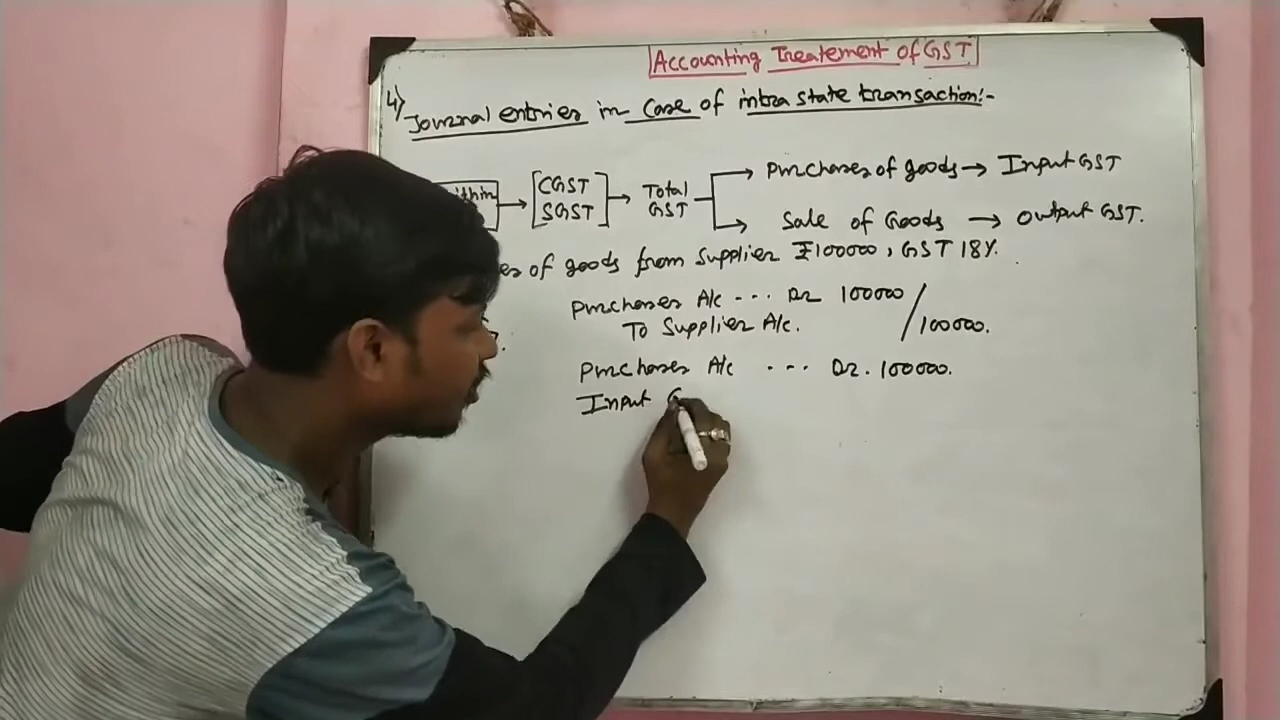 Accounting Treatement of GST
4) Journal entries in Case of intra state transaction:-
CGST
SGST → Total GST → Purchases of goods → Input GST
Sale of Goods → Output GST.
of goods from Supplier ₹100000, GST 18%.
Purchases A/c --- Dr 100000 /
To Supplier A/c. / 100000.
Purchases A/c --- Dr. 100000.
Input